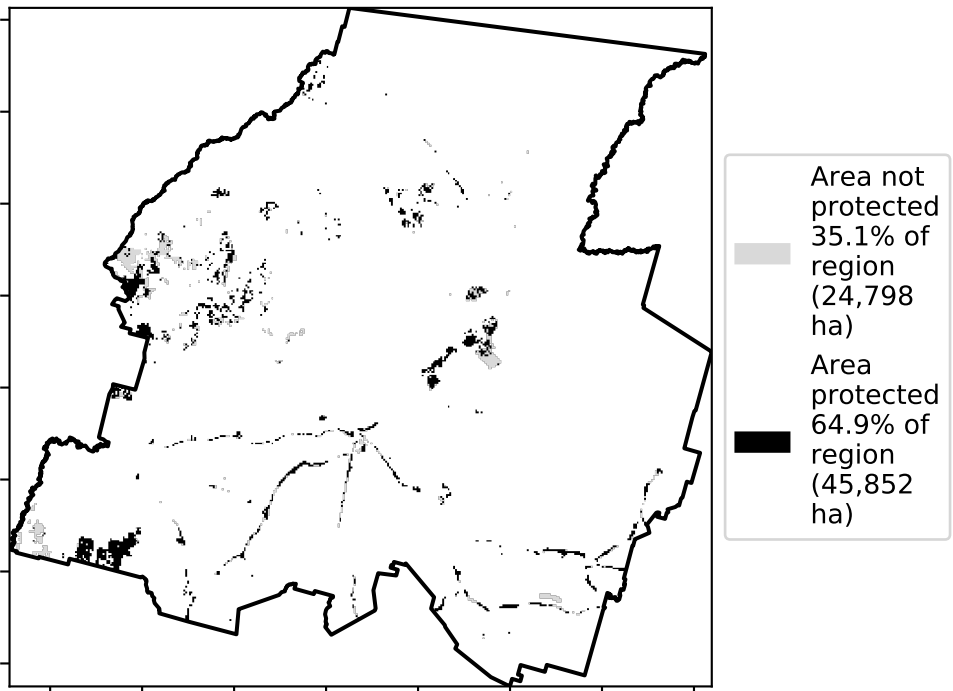 Area not
protected
35.1% of
region
(24,798
ha)
Area
protected
64.9% of
region
(45,852
ha)